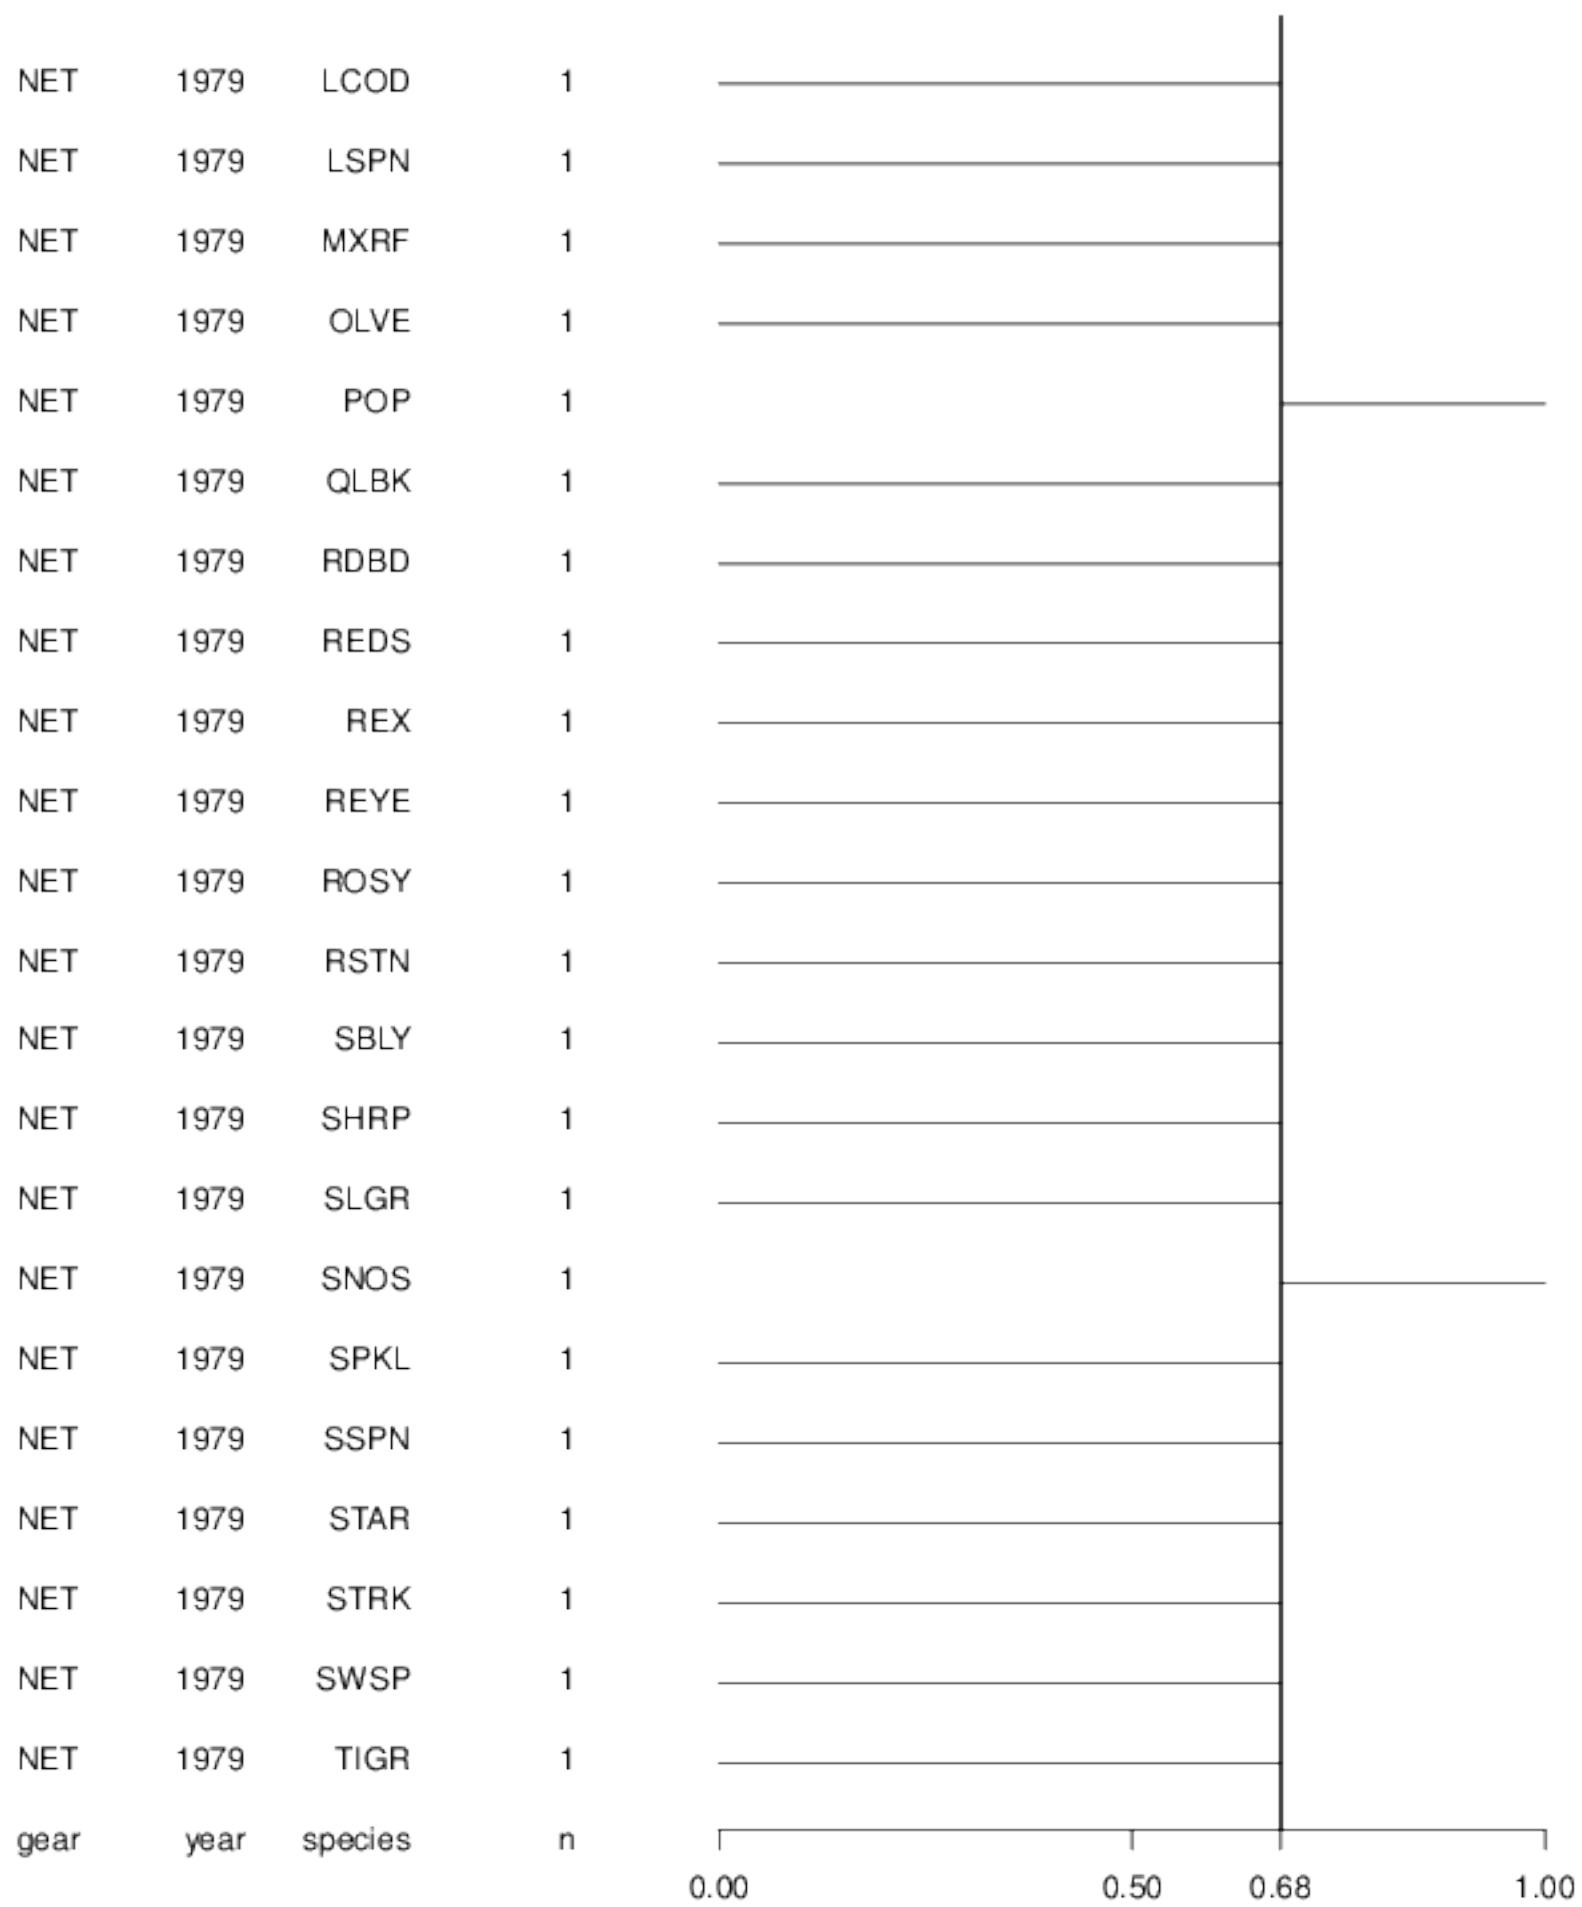 NET 1979 LCOD 1
NET 1979 LSPN 1
NET 1979 MXRF 1
NET 1979 OLVE 1
NET 1979 POP 1
NET 1979 QLBK 1
NET 1979 RDBD 1
NET 1979 REDS 1
NET 1979 REX 1
NET 1979 REYE 1
NET 1979 ROSY 1
NET 1979 RSTN 1
NET 1979 SBLY 1
NET 1979 SHRP 1
NET 1979 SLGR 1
NET 1979 SNOS 1
NET 1979 SPKL 1
NET 1979 SSPN 1
NET 1979 STAR 1
NET 1979 STRK 1
NET 1979 SWSP 1
NET 1979 TIGR 1
gear year species n
0.00 0.50 0.68 1.00